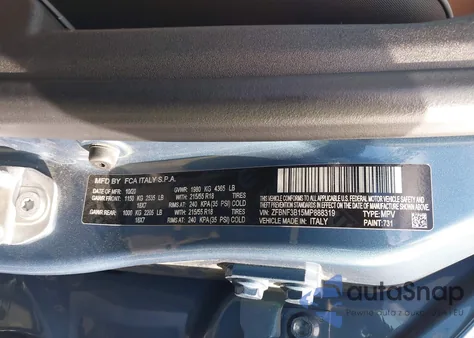 MFD BY FCA ITALY S.P.A.
DATE OF MFR: 10/20 GVWR: 1980 KG 4365 LB
GAWR FRONT: 1150 KG 2535 LB WITH: 215/55 R18
18X7 RIMS AT: 240 KPA (35 PSI) COLD
GAWR REAR: 1000 KG 2205 LB WITH: 215/55 R18
18X7 RIMS AT: 240 KPA (35 PSI) COLD
THIS VEHICLE CONFORMS TO ALL APPLICABLE U.S. FEDERAL MOTOR VEHICLE SAFETY
AND THEFT PREVENTION STANDARDS IN EFFECT ON THE DATE OF MANUFACTURE SHOWN ABOVE.
VIN: ZFBNF3B15MP888319 TYPE: MPV
VEHICLE MADE IN: ITALY PAINT: 731
autoSnap